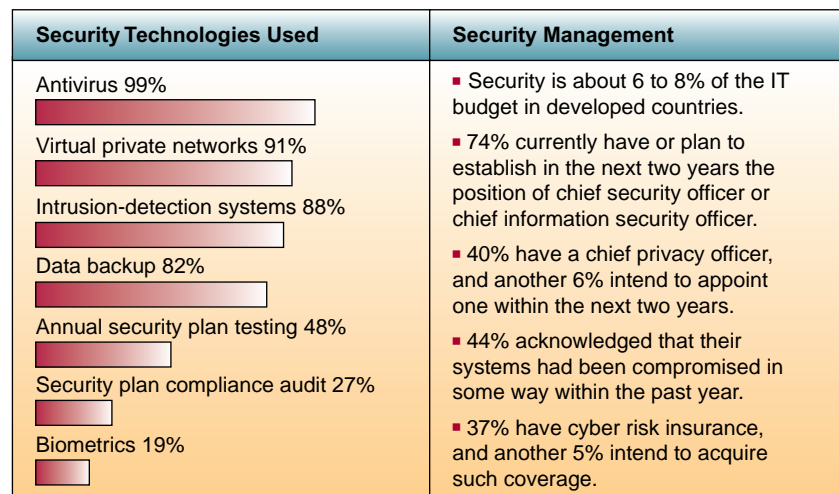 Security Technologies Used
Antivirus 99%
Virtual private networks 91%
Intrusion-detection systems 88%
Data backup 82%
Annual security plan testing 48%
Security plan compliance audit 27%
Biometrics 19%
Security Management
▪ Security is about 6 to 8% of the IT
budget in developed countries.
▪ 74% currently have or plan to
establish in the next two years the
position of chief security officer or
chief information security officer.
▪ 40% have a chief privacy officer,
and another 6% intend to appoint
one within the next two years.
▪ 44% acknowledged that their
systems had been compromised in
some way within the past year.
▪ 37% have cyber risk insurance,
and another 5% intend to acquire
such coverage.